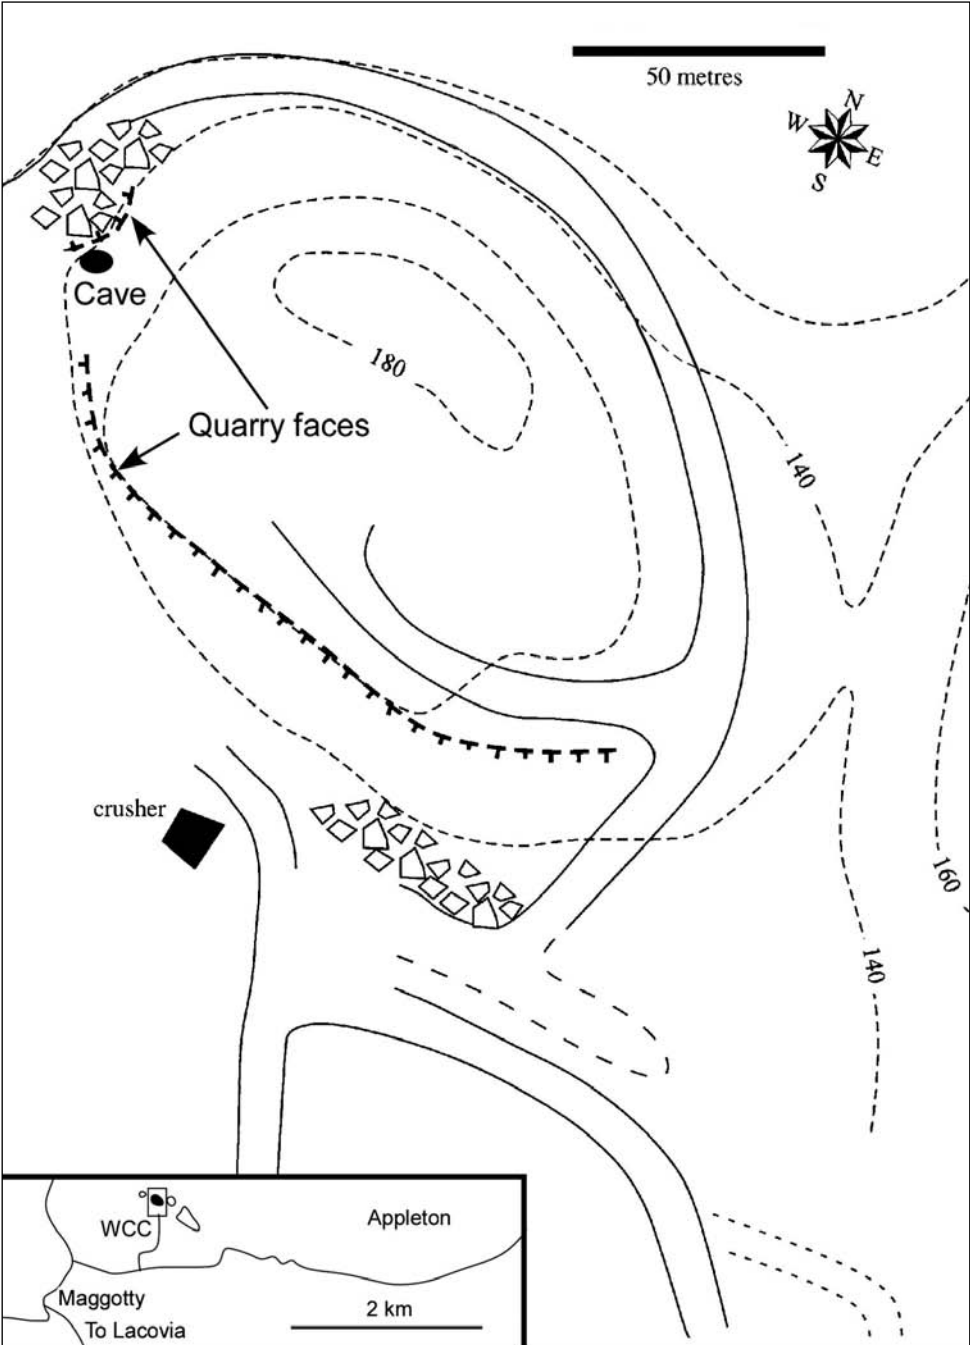 50 metres
N
W
E
S
Cave
180
Quarry faces
140
crusher
160
140
WCC
Appleton
Maggotty
2 km
To Lacovia